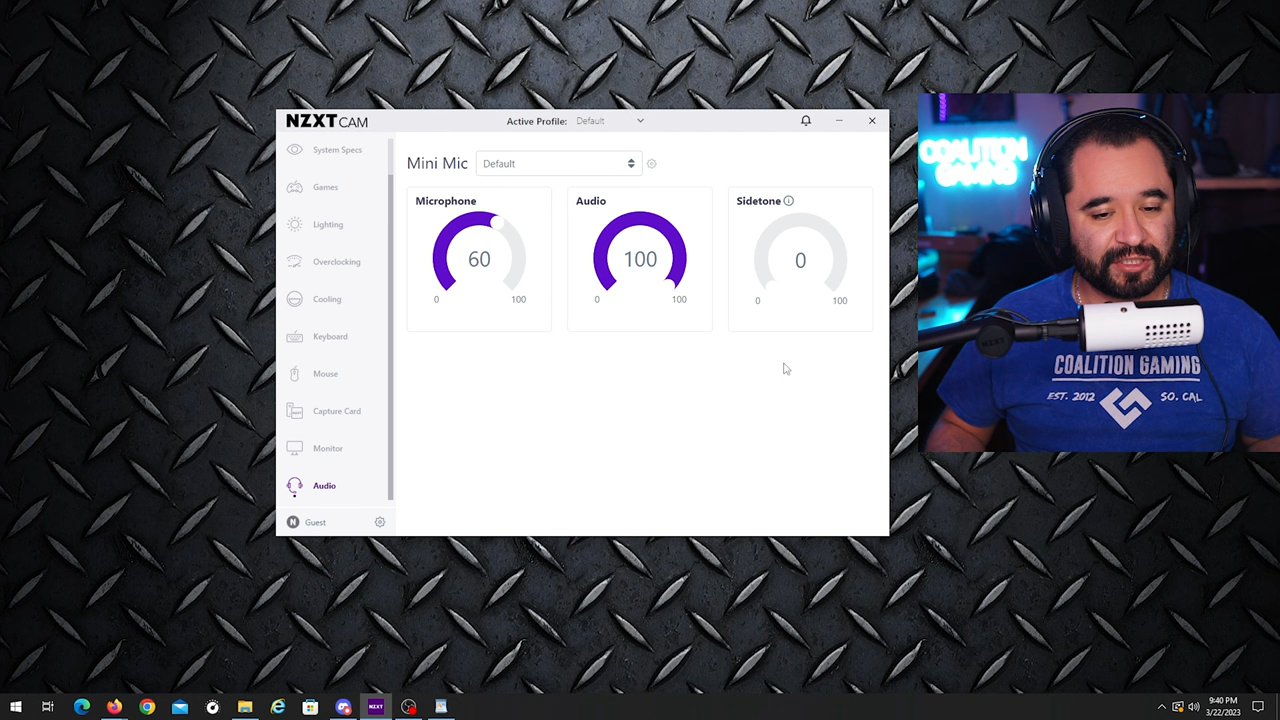 NZXT CAM
Active Profile: Default
System Specs
Games
Lighting
Overclocking
Cooling
Keyboard
Mouse
Capture Card
Monitor
Audio
N Guest
Mini Mic Default
Microphone
60
0 100
Audio
100
0 100
Sidetone
0
0 100
COALITION
GAMING
NZXT
COALITION GAMING
EST. 2012 SO. CAL
NZXT
9:40 PM
3/22/2023